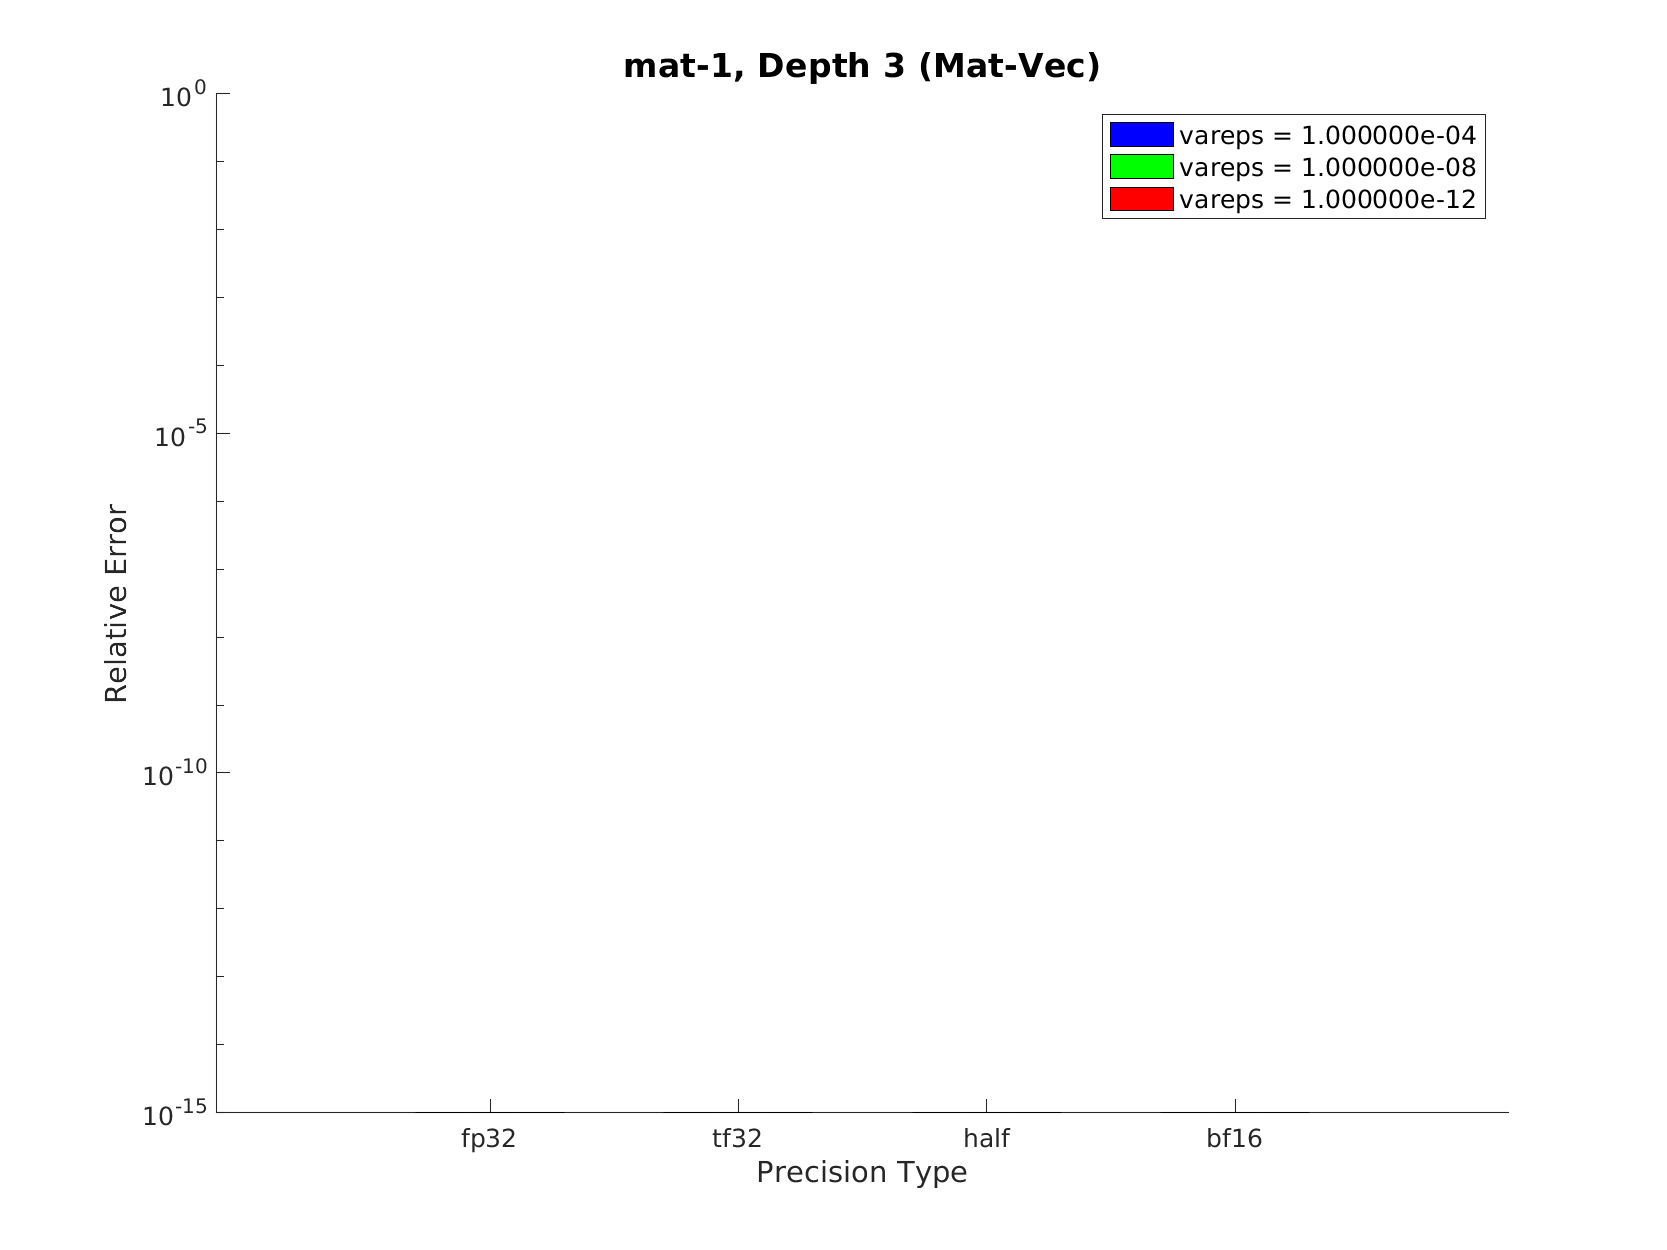 mat-1, Depth 3 (Mat-Vec)
10^0
vareps = 1.000000e-04
vareps = 1.000000e-08
vareps = 1.000000e-12
10^-5
Relative Error
10^-10
10^-15
fp32 tf32 half bf16
Precision Type